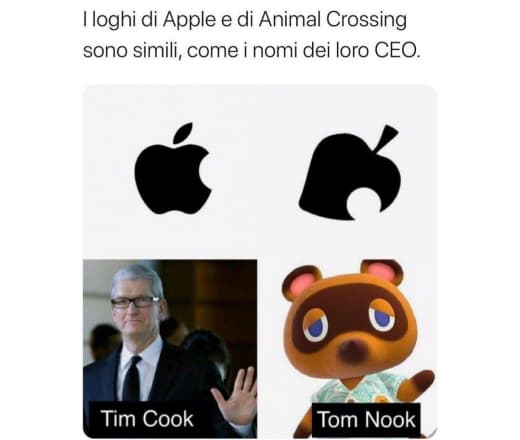 I loghi di Apple e di Animal Crossing
sono simili, come i nomi dei loro CEO.
Tim Cook
Tom Nook